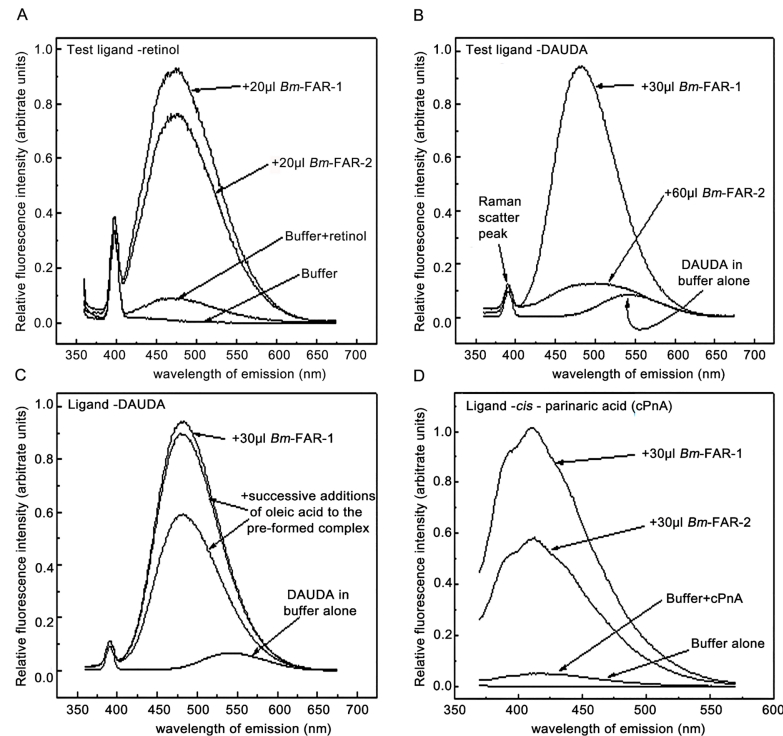 A
Test ligand -retinol
Relative fluorescence intensity (arbitrate units)
1.0
0.8
0.6
0.4
0.2
0.0
+20µl Bm-FAR-1
+20µl Bm-FAR-2
Buffer+retinol
Buffer
350 400 450 500 550 600 650 700
wavelength of emission (nm)
B
Test ligand -DAUDA
Relative fluorescence intensity (arbitrate units)
1.0
0.8
0.6
0.4
0.2
0.0
+30µl Bm-FAR-1
Raman
scatter
peak
+60µl Bm-FAR-2
DAUDA in
buffer alone
350 400 450 500 550 600 650 700
wavelength of emission (nm)
C
Ligand -DAUDA
Relative fluorescence intensity (arbitrate units)
1.0
0.8
0.6
0.4
0.2
0.0
+30µl Bm-FAR-1
+successive additions
of oleic acid to the
pre-formed complex
DAUDA in
buffer alone
350 400 450 500 550 600 650 700
wavelength of emission (nm)
D
Ligand -cis - parinaric acid (cPnA)
Relative fluorescence intensity (arbitrate units)
1.0
0.8
0.6
0.4
0.2
0.0
+30µl Bm-FAR-1
+30µl Bm-FAR-2
Buffer+cPnA
Buffer alone
350 400 450 500 550 600
wavelength of emission (nm)